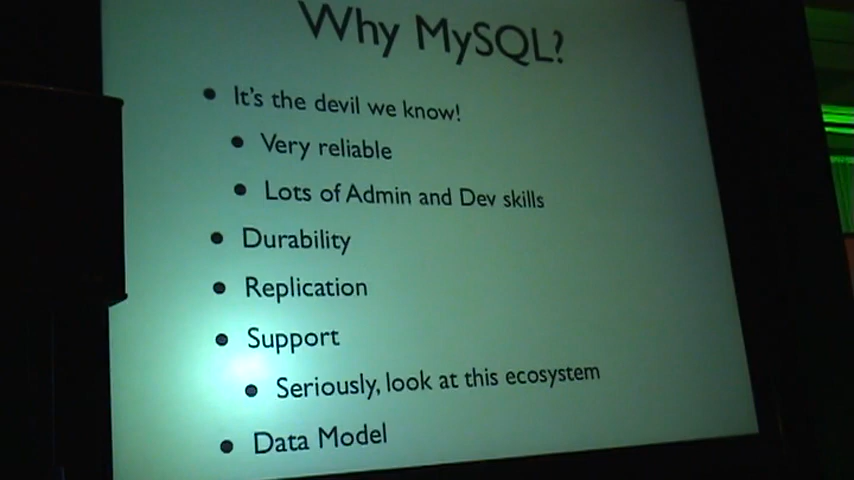 Why MySQL?
• It's the devil we know!
• Very reliable
• Lots of Admin and Dev skills
• Durability
• Replication
• Support
• Seriously, look at this ecosystem
• Data Model